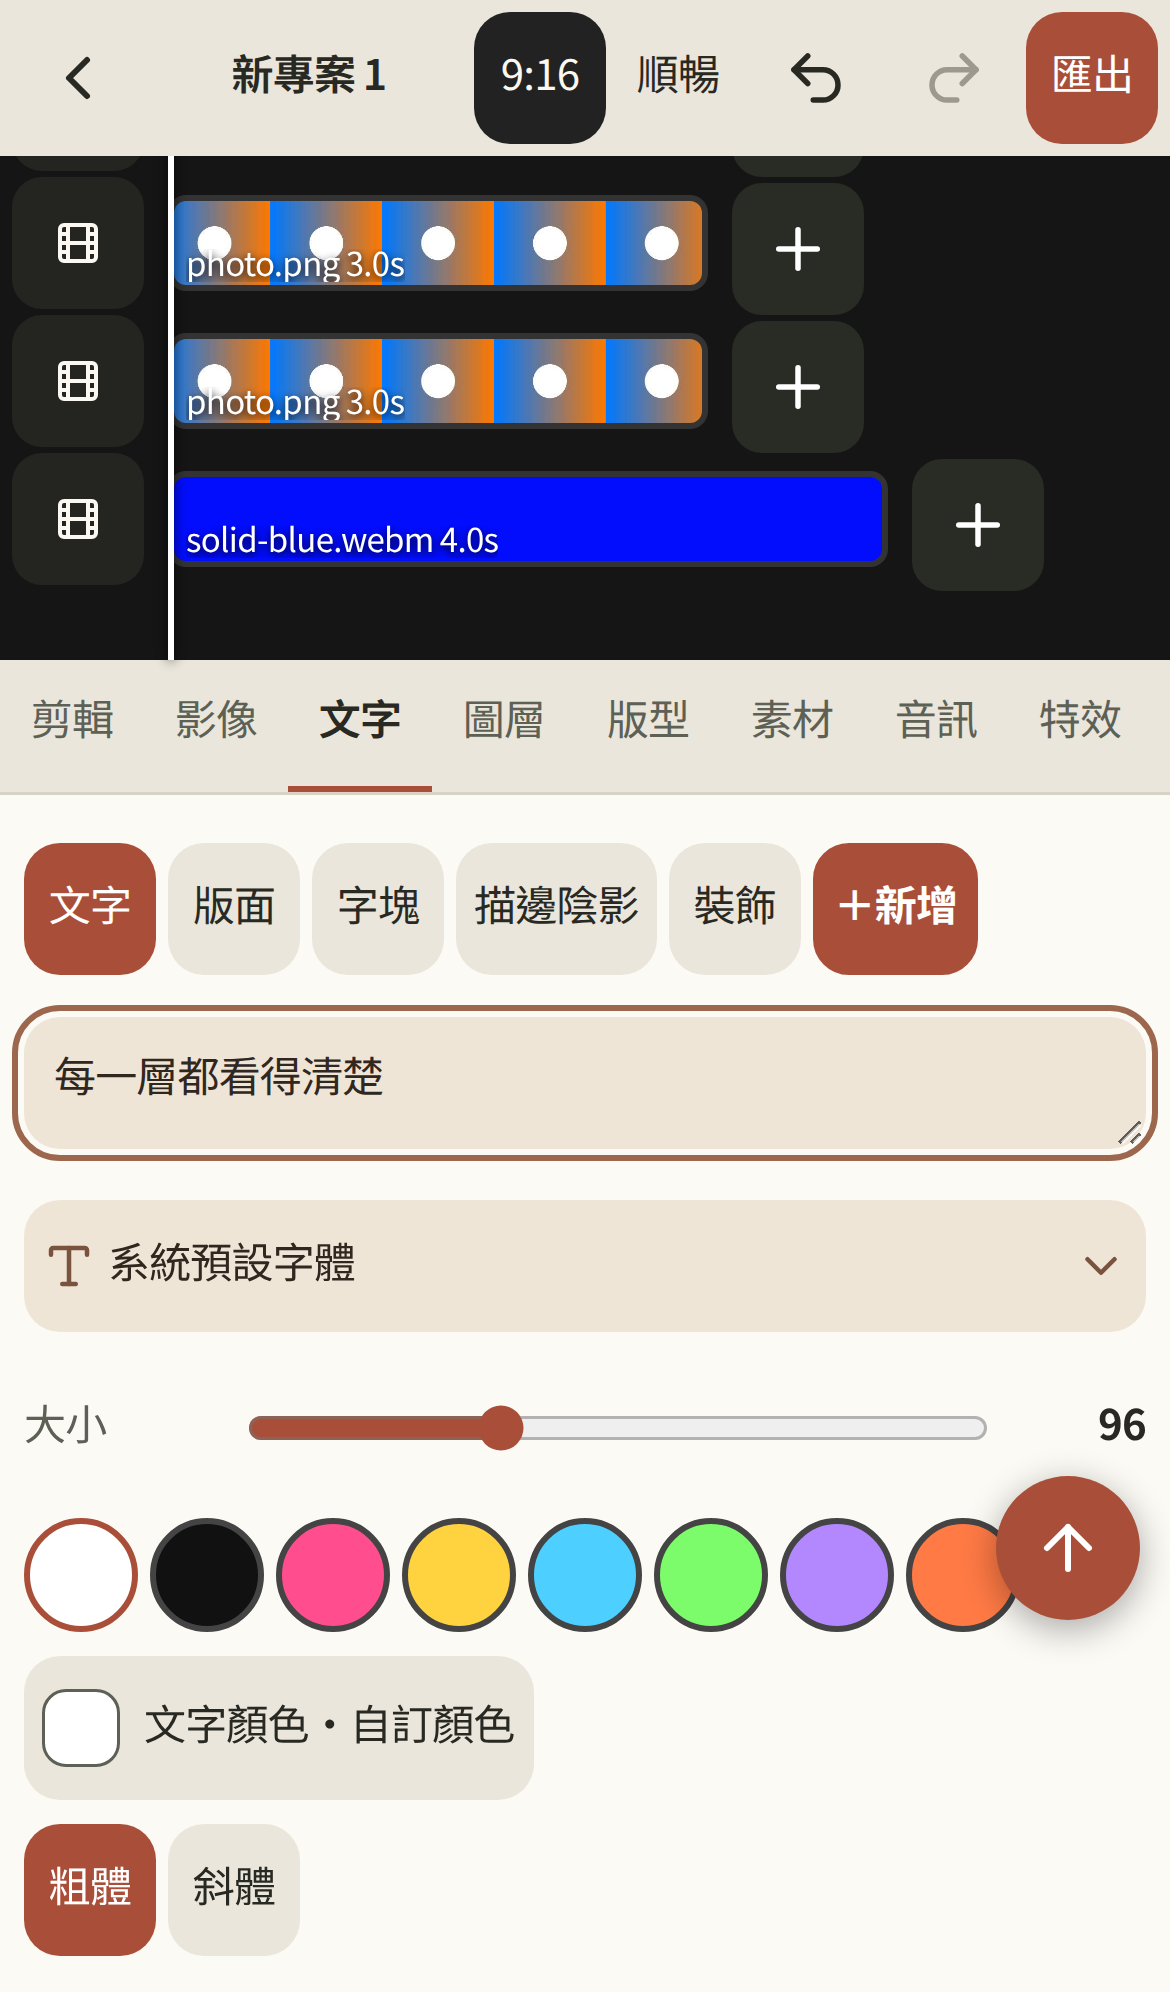 新專案 1 9:16 順暢 匯出
photo.png 3.0s
photo.png 3.0s
solid-blue.webm 4.0s
剪輯 影像 文字 圖層 版型 素材 音訊 特效
文字 版面 字塊 描邊陰影 裝飾 ＋新增
每一層都看得清楚
系統預設字體
大小 96
文字顏色・自訂顏色
粗體 斜體